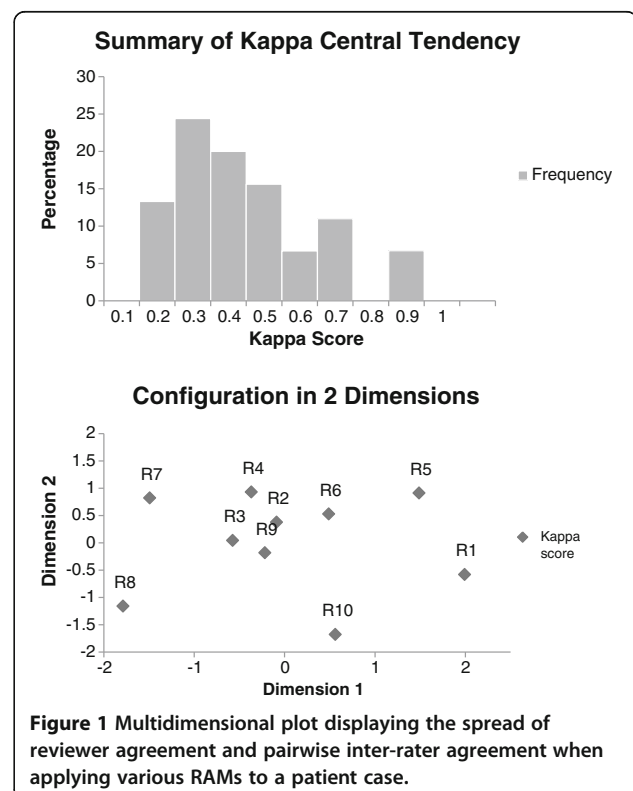 Summary of Kappa Central Tendency
30
25
20
15
10
5
0
Percentage
0.1 0.2 0.3 0.4 0.5 0.6 0.7 0.8 0.9 1
Kappa Score
Frequency
Configuration in 2 Dimensions
2
1.5
1
0.5
0
-0.5
-1
-1.5
-2
Dimension 2
R7
R4
R5
R2
R6
R3
R9
R1
R8
R10
Kappa
score
-2 -1 0 1 2
Dimension 1
Figure 1 Multidimensional plot displaying the spread of
reviewer agreement and pairwise inter-rater agreement when
applying various RAMs to a patient case.